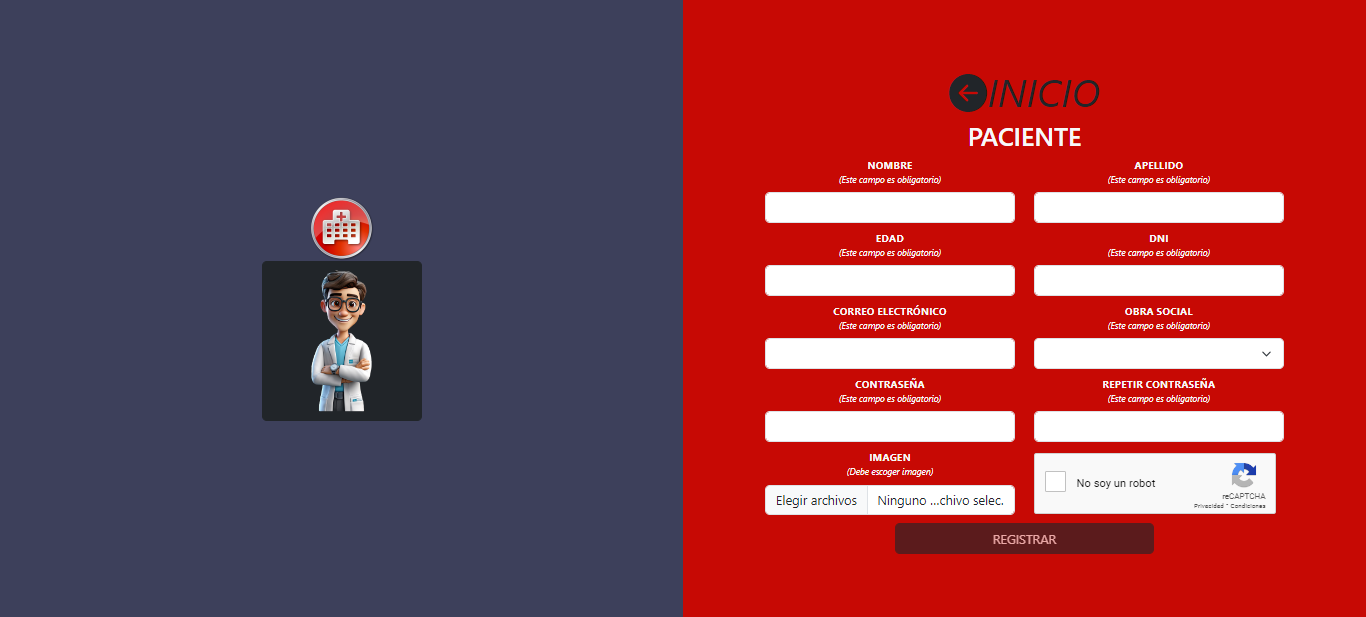 INICIO
PACIENTE
NOMBRE
(Este campo es obligatorio)
APELLIDO
(Este campo es obligatorio)
EDAD
(Este campo es obligatorio)
DNI
(Este campo es obligatorio)
CORREO ELECTRÓNICO
(Este campo es obligatorio)
OBRA SOCIAL
(Este campo es obligatorio)
CONTRASEÑA
(Este campo es obligatorio)
REPETIR CONTRASEÑA
(Este campo es obligatorio)
IMAGEN
(Debe escoger imagen)
Elegir archivos Ninguno ...chivo selec.
No soy un robot
reCAPTCHA
Privacidad * Condiciones
REGISTRAR